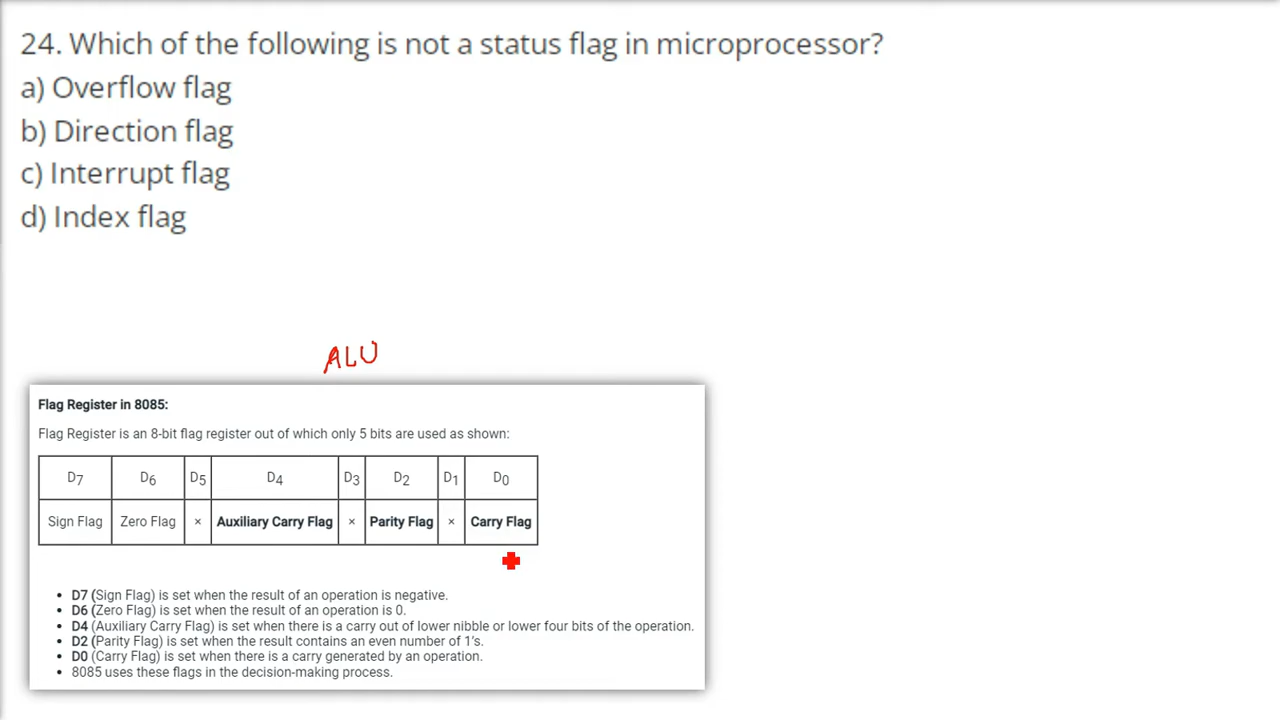 24. Which of the following is not a status flag in microprocessor?
a) Overflow flag
b) Direction flag
c) Interrupt flag
d) Index flag
ALU
Flag Register in 8085:
Flag Register is an 8-bit flag register out of which only 5 bits are used as shown:
D7 D6 D5 D4 D3 D2 D1 D0
Sign Flag Zero Flag × Auxiliary Carry Flag × Parity Flag × Carry Flag
• D7 (Sign Flag) is set when the result of an operation is negative.
• D6 (Zero Flag) is set when the result of an operation is 0.
• D4 (Auxiliary Carry Flag) is set when there is a carry out of lower nibble or lower four bits of the operation.
• D2 (Parity Flag) is set when the result contains an even number of 1’s.
• D0 (Carry Flag) is set when there is a carry generated by an operation.
• 8085 uses these flags in the decision-making process.